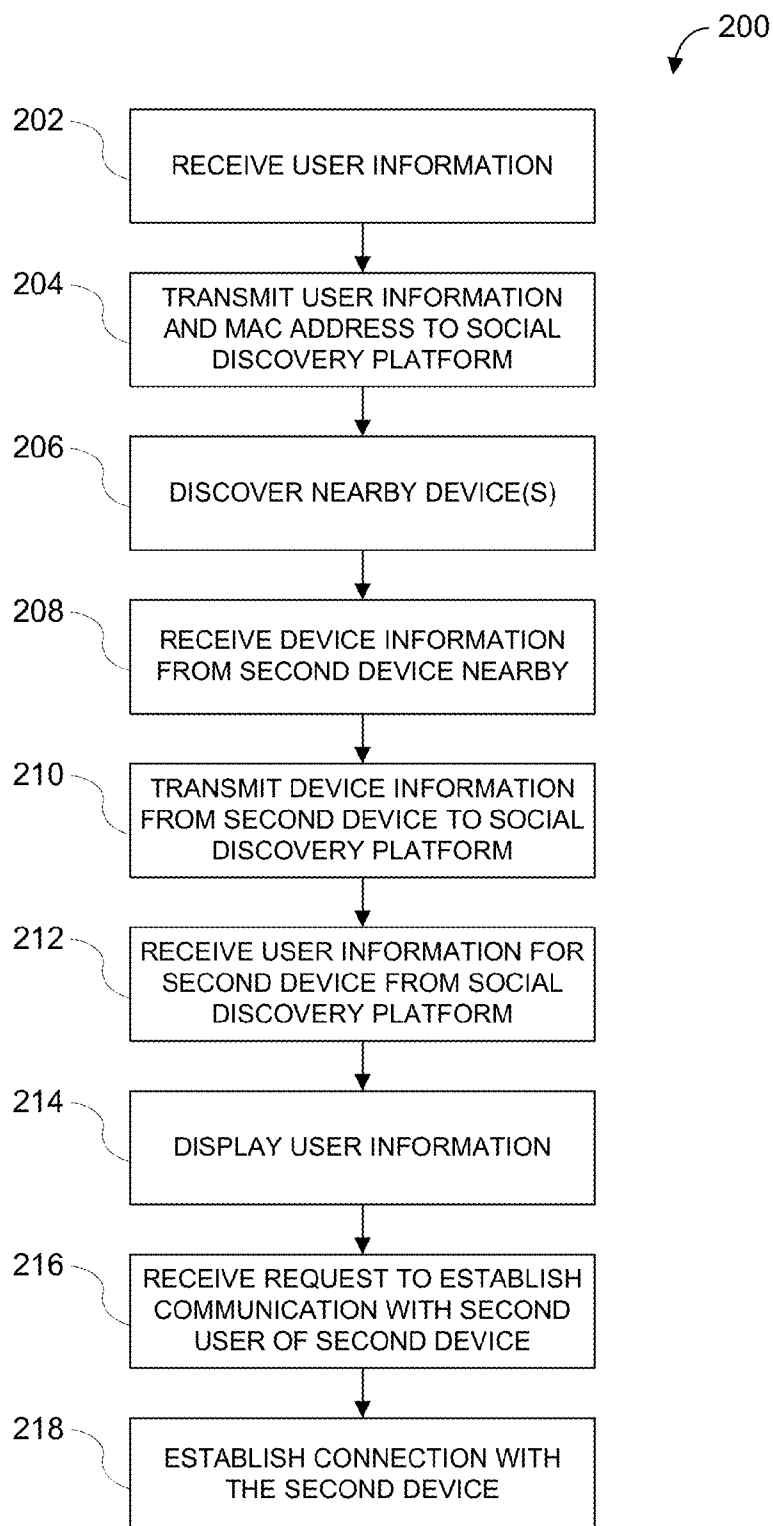 200
202
RECEIVE USER INFORMATION
204
TRANSMIT USER INFORMATION
AND MAC ADDRESS TO SOCIAL
DISCOVERY PLATFORM
206
DISCOVER NEARBY DEVICE(S)
208
RECEIVE DEVICE INFORMATION
FROM SECOND DEVICE NEARBY
210
TRANSMIT DEVICE INFORMATION
FROM SECOND DEVICE TO SOCIAL
DISCOVERY PLATFORM
212
RECEIVE USER INFORMATION FOR
SECOND DEVICE FROM SOCIAL
DISCOVERY PLATFORM
214
DISPLAY USER INFORMATION
216
RECEIVE REQUEST TO ESTABLISH
COMMUNICATION WITH SECOND
USER OF SECOND DEVICE
218
ESTABLISH CONNECTION WITH
THE SECOND DEVICE